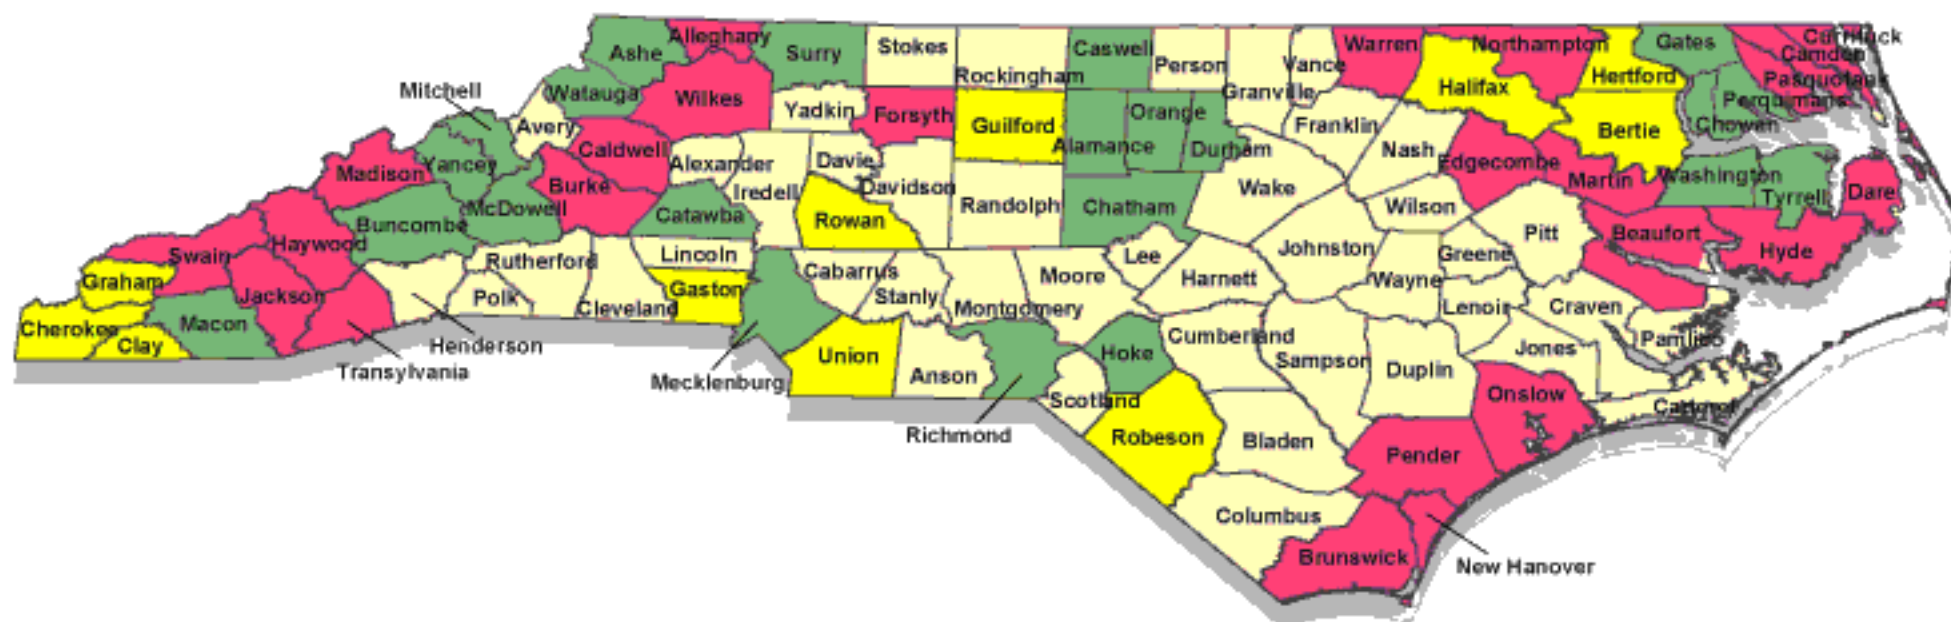 Alleghany
Ashe
Surry
Stokes
Caswell
Person
Rockingham
Vance
Granville
Warren
Northampton
Gates
Currituck
Camden
Pasquotank
Perquimans
Chowan
Hertford
Halifax
Bertie
Mitchell
Watauga
Wilkes
Yadkin
Forsyth
Guilford
Orange
Alamance
Durham
Franklin
Nash
Edgecombe
Martin
Washington
Tyrrell
Dare
Avery
Caldwell
Alexander
Davie
Iredell
Davidson
Madison
Yancey
Burke
McDowell
Buncombe
Catawba
Rowan
Randolph
Chatham
Wake
Wilson
Pitt
Beaufort
Hyde
Haywood
Swain
Rutherford
Lincoln
Cabarrus
Stanly
Moore
Lee
Harnett
Johnston
Greene
Wayne
Graham
Jackson
Polk
Cleveland
Gaston
Montgomery
Lenoir
Craven
Cherokee
Clay
Macon
Henderson
Transylvania
Mecklenburg
Union
Anson
Richmond
Hoke
Cumberland
Sampson
Duplin
Jones
Pamlico
Scotland
Onslow
Robeson
Bladen
Pender
Columbus
Brunswick
New Hanover